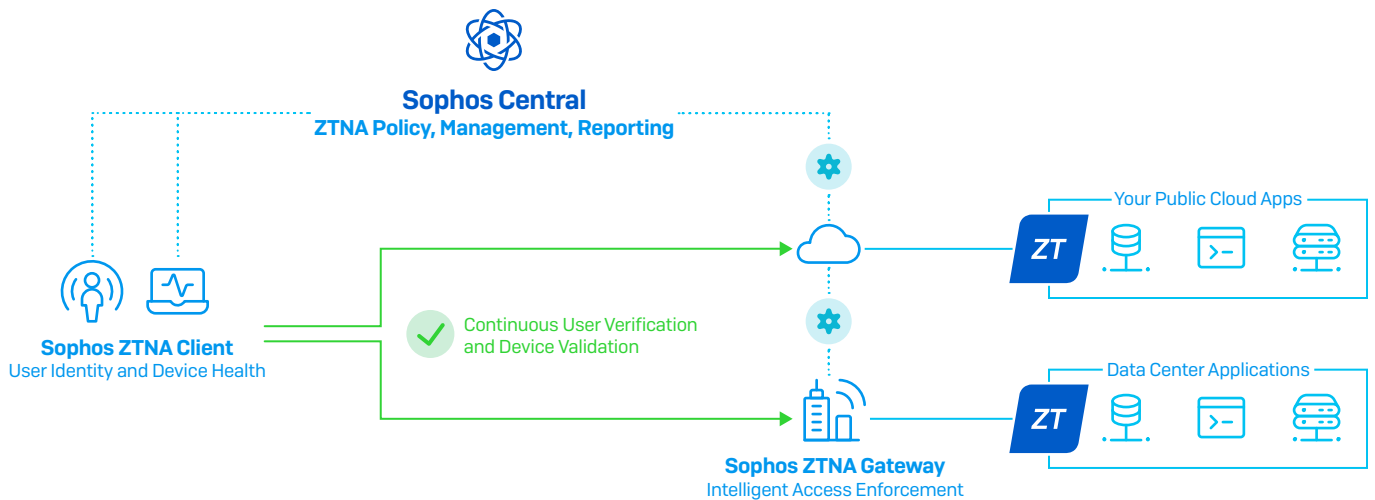 Sophos Central
ZTNA Policy, Management, Reporting
Your Public Cloud Apps
ZT
Continuous User Verification
and Device Validation
Sophos ZTNA Client
User Identity and Device Health
Data Center Applications
ZT
Sophos ZTNA Gateway
Intelligent Access Enforcement